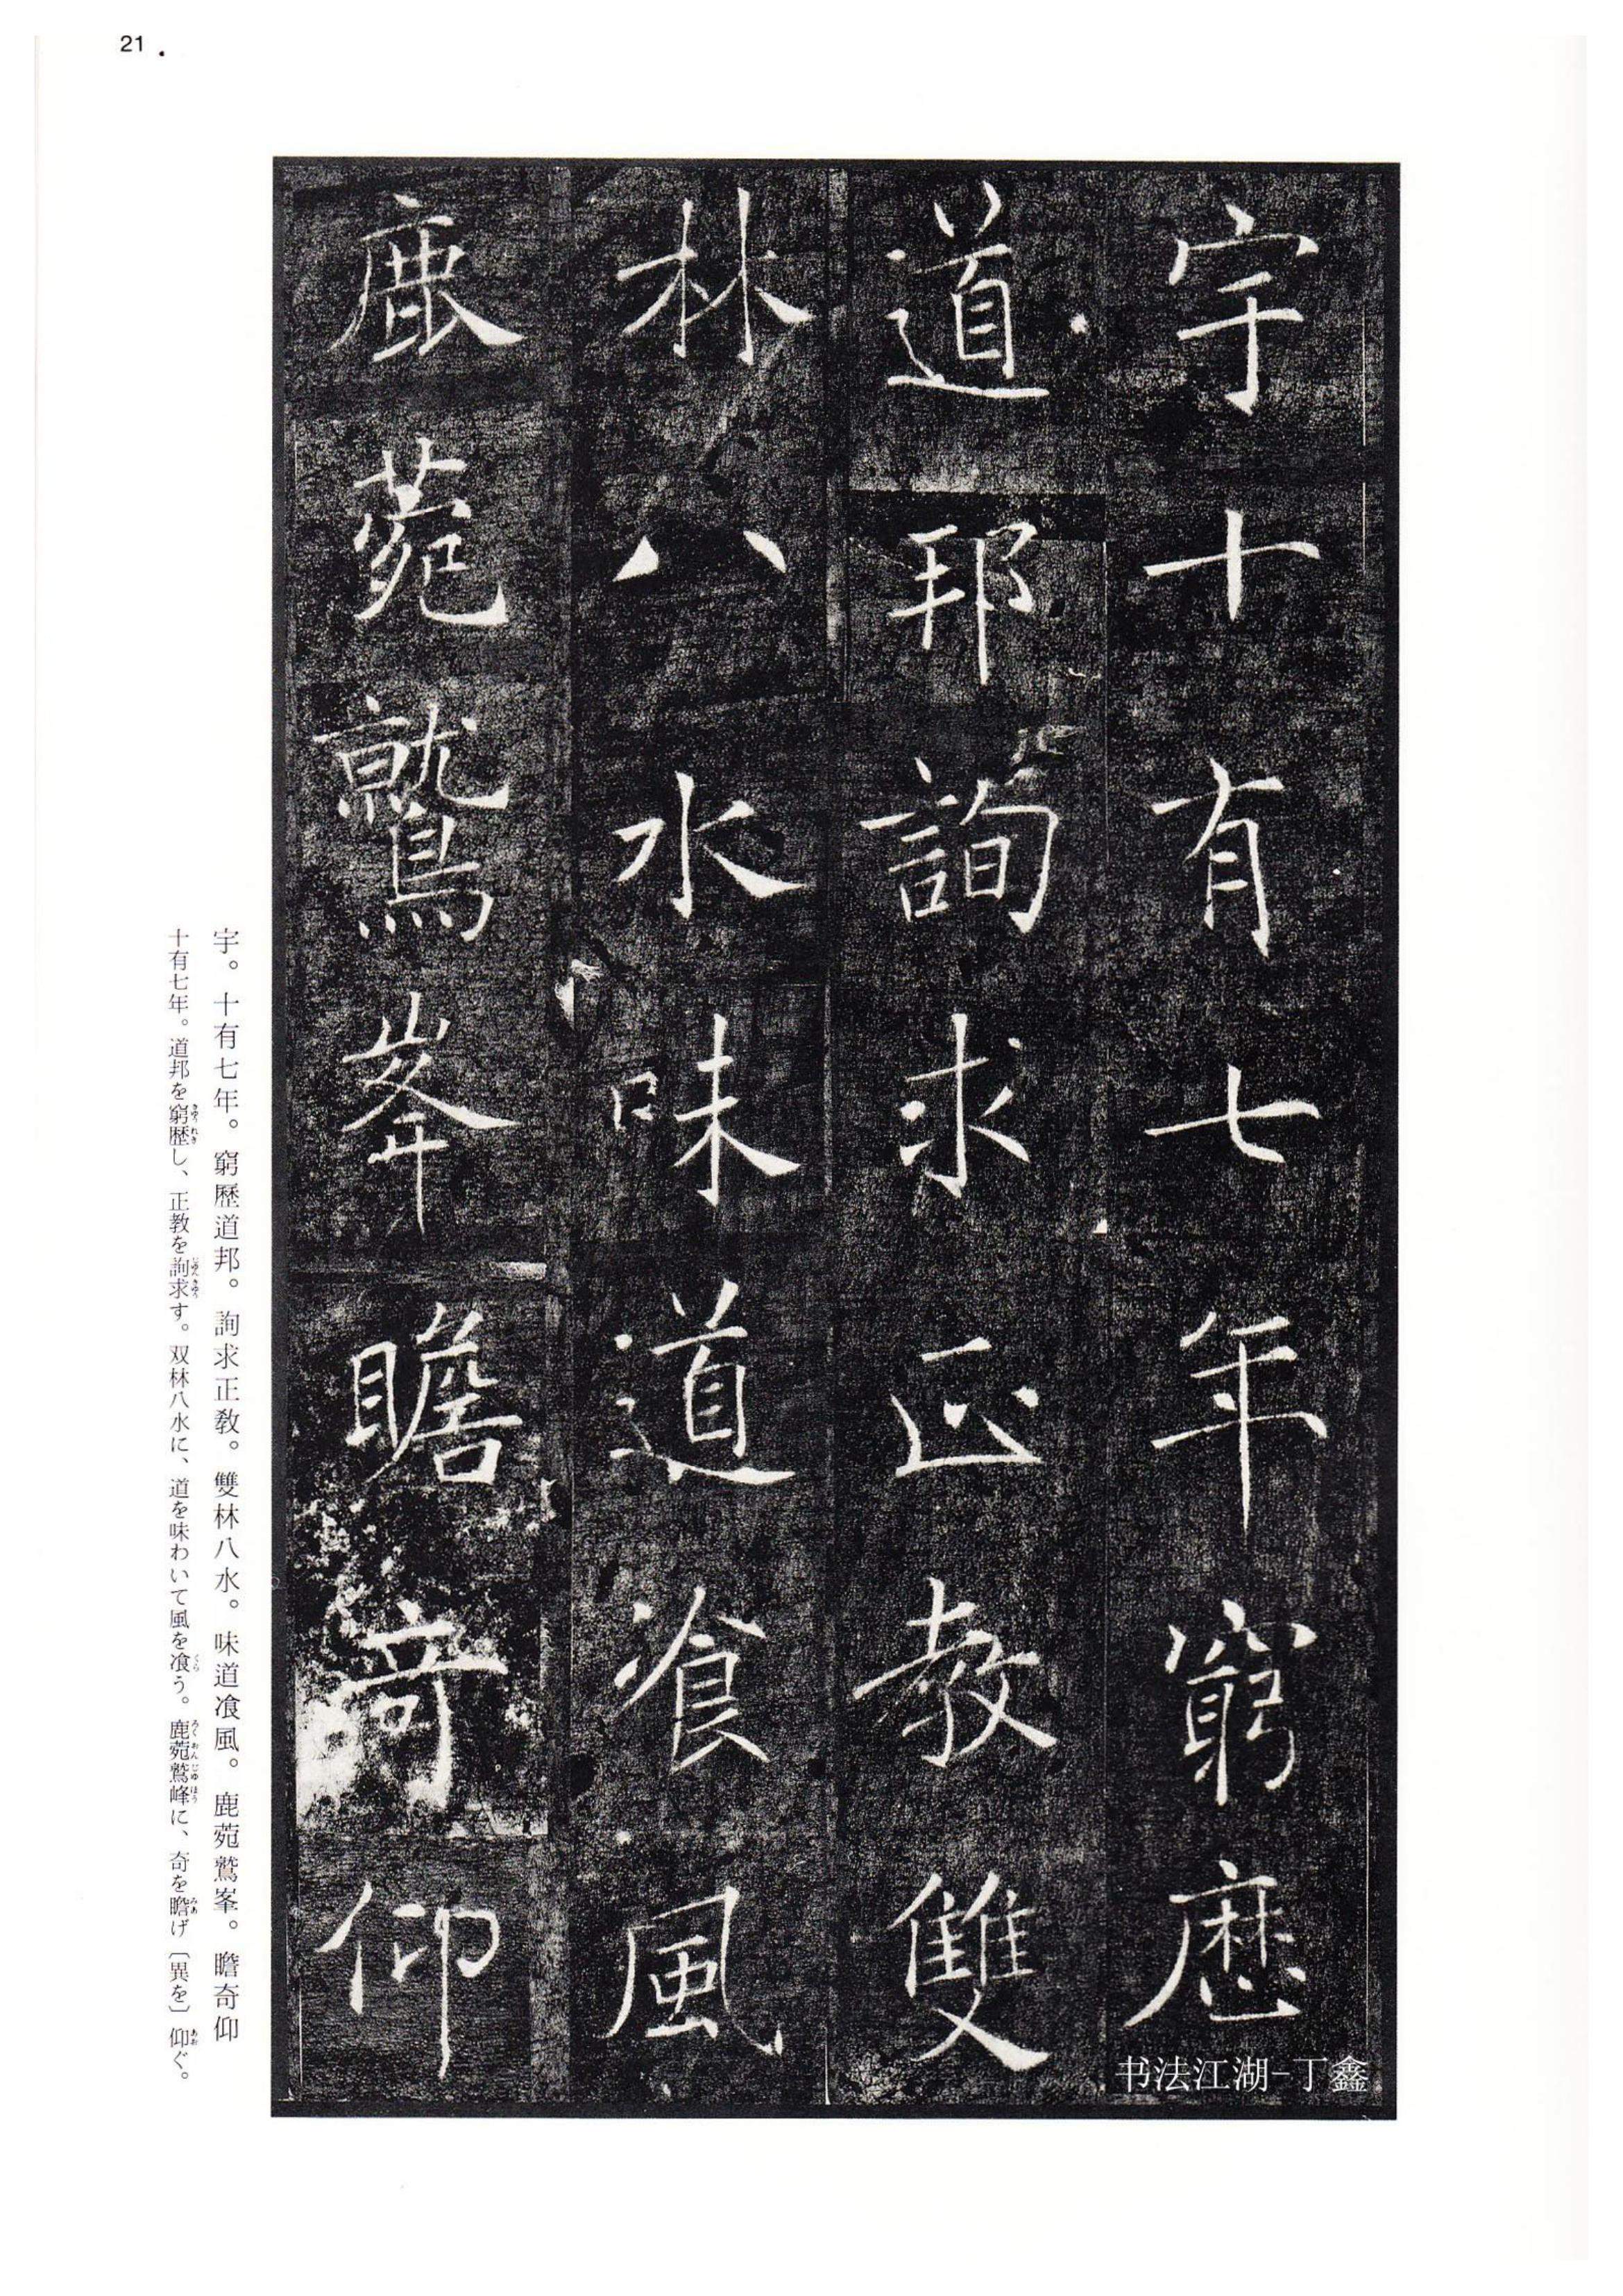 21
宇十有七年窮歷
道邦詢求正教雙
林八水味道飡風
鹿菀鷲峯瞻奇仰
书法江湖-丁鑫
宇。十有七年。窮歷道邦。詢求正教。雙林八水。味道飡風。鹿菀鷲峯。瞻奇仰
十有七年。道邦を窮歴し、正教を詢求す。双林八水に、道を味わいて風を飡う。鹿菀鷲峰に、奇を瞻げ〔異を〕仰ぐ。